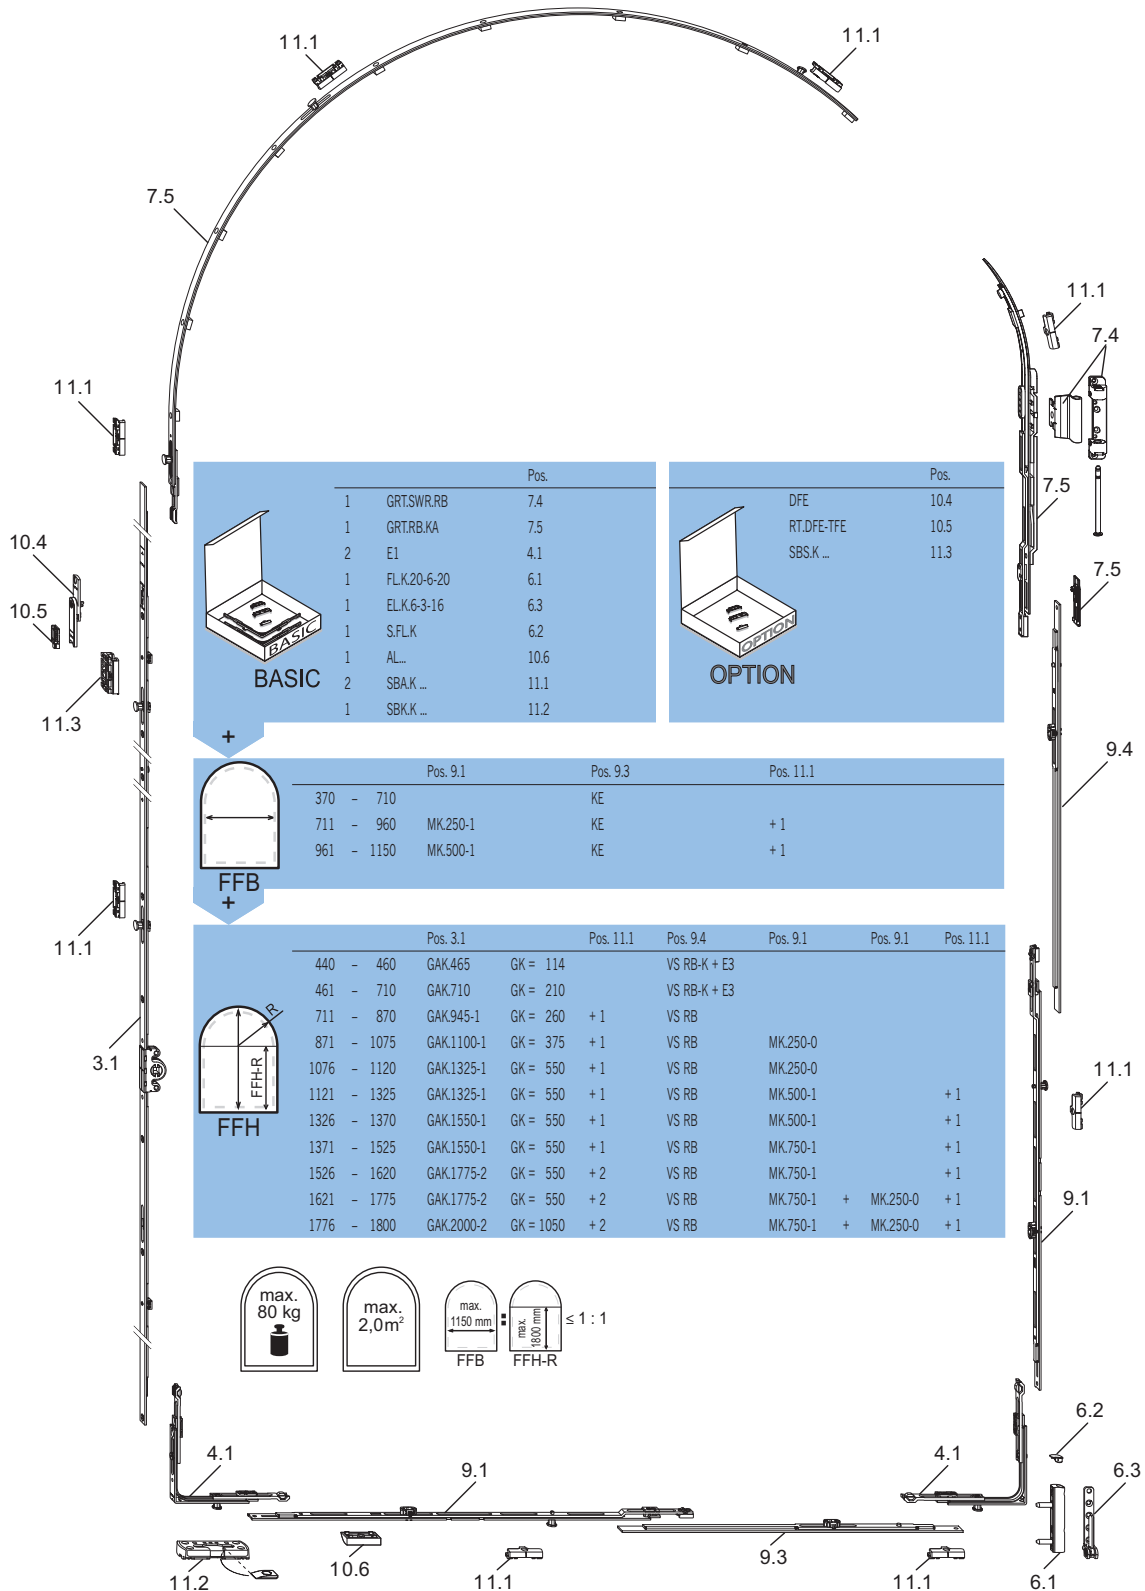 11.1
11.1
7.5
11.1
7.4
11.1
7.5
10.4
10.5
11.3
7.5
9.4
11.1
3.1
11.1
9.1
Pos.
1 GRT.SWR.RB 7.4
1 GRT.RB.KA 7.5
2 E1 4.1
1 FL.K.20-6-20 6.1
1 EL.K.6-3-16 6.3
1 S.FL.K 6.2
1 AL... 10.6
2 SBA.K ... 11.1
1 SBK.K ... 11.2
BASIC
BASIC
Pos.
DFE 10.4
RT.DFE-TFE 10.5
SBS.K ... 11.3
OPTION
OPTION
+
Pos. 9.1 Pos. 9.3 Pos. 11.1
370 – 710 KE
711 – 960 MK.250-1 KE + 1
961 – 1150 MK.500-1 KE + 1
FFB
+
Pos. 3.1 Pos. 11.1 Pos. 9.4 Pos. 9.1 Pos. 9.1 Pos. 11.1
440 – 460 GAK.465 GK = 114 VS RB-K + E3
461 – 710 GAK.710 GK = 210 VS RB-K + E3
711 – 870 GAK.945-1 GK = 260 + 1 VS RB
871 – 1075 GAK.1100-1 GK = 375 + 1 VS RB MK.250-0
1076 – 1120 GAK.1325-1 GK = 550 + 1 VS RB MK.250-0
1121 – 1325 GAK.1325-1 GK = 550 + 1 VS RB MK.500-1 + 1
1326 – 1370 GAK.1550-1 GK = 550 + 1 VS RB MK.500-1 + 1
1371 – 1525 GAK.1550-1 GK = 550 + 1 VS RB MK.750-1 + 1
1526 – 1620 GAK.1775-2 GK = 550 + 2 VS RB MK.750-1 + 1
1621 – 1775 GAK.1775-2 GK = 550 + 2 VS RB MK.750-1 + MK.250-0 + 1
1776 – 1800 GAK.2000-2 GK = 1050 + 2 VS RB MK.750-1 + MK.250-0 + 1
R
FFH-R
FFH
max.
80 kg
max.
2,0m²
max.
1150 mm
FFB
:
max.
1800 mm
FFH-R
≤ 1 : 1
4.1
9.1
4.1
6.2
6.3
11.2
10.6
11.1
9.3
11.1
6.1